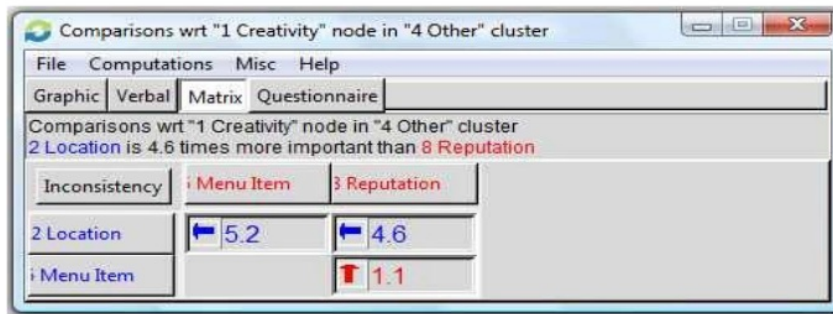 Comparisons wrt "1 Creativity" node in "4 Other" cluster
File Computations Misc Help
Graphic Verbal Matrix Questionnaire
Comparisons wrt "1 Creativity" node in "4 Other" cluster
2 Location is 4.6 times more important than 8 Reputation
Inconsistency Menu Item Reputation
2 Location 5.2 4.6
Menu Item 1.1